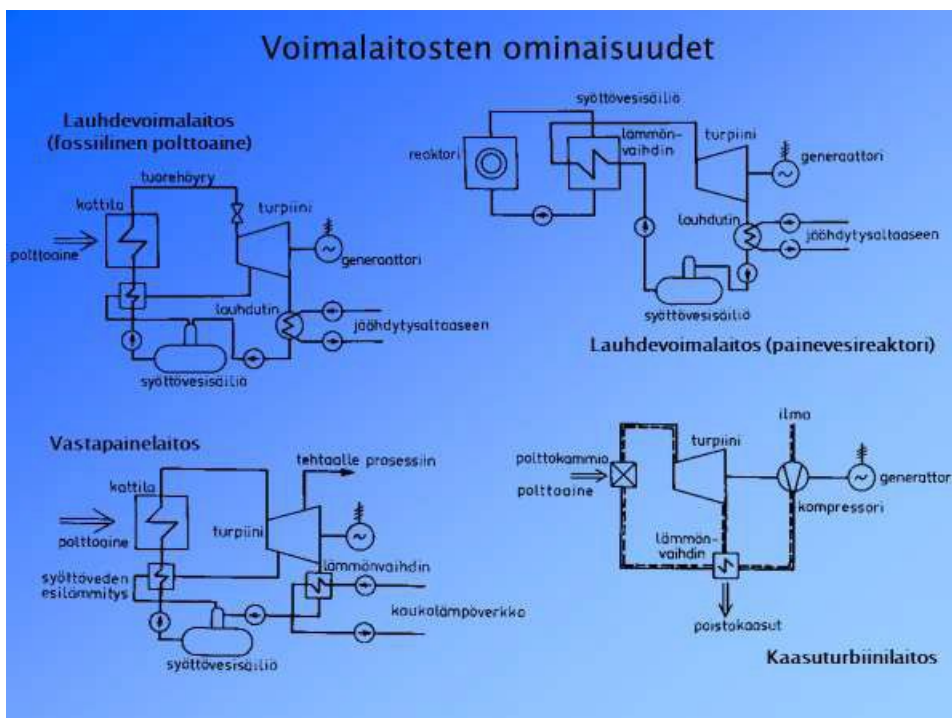 Voimalaitosten ominaisuudet
Lauhdevoimalaitos
(fossiilinen polttoaine)
tuorehöyry
kattila
turpiini
polttoaine
generaattori
lauhdutin
jäähdytysaltaaseen
syöttövesisäiliö
syöttövesisäiliö
reaktori
lämmön-
vaihdin
turpiini
generaattori
lauhdutin
jäähdytysaltaaseen
syöttövesisäiliö
Lauhdevoimalaitos (painevesireaktori)
Vastapainelaitos
tehtaalle prosessiin
kattila
turpiini
polttoaine
lämmönvaihdin
syöttöveden
esilämmitys
kaukolämpöverkko
syöttövesisäiliö
ilma
turpiini
polttokammio
polttoaine
generattor
kompressori
lämmön-
vaihdin
poistokaasut
Kaasuturbiinilaitos